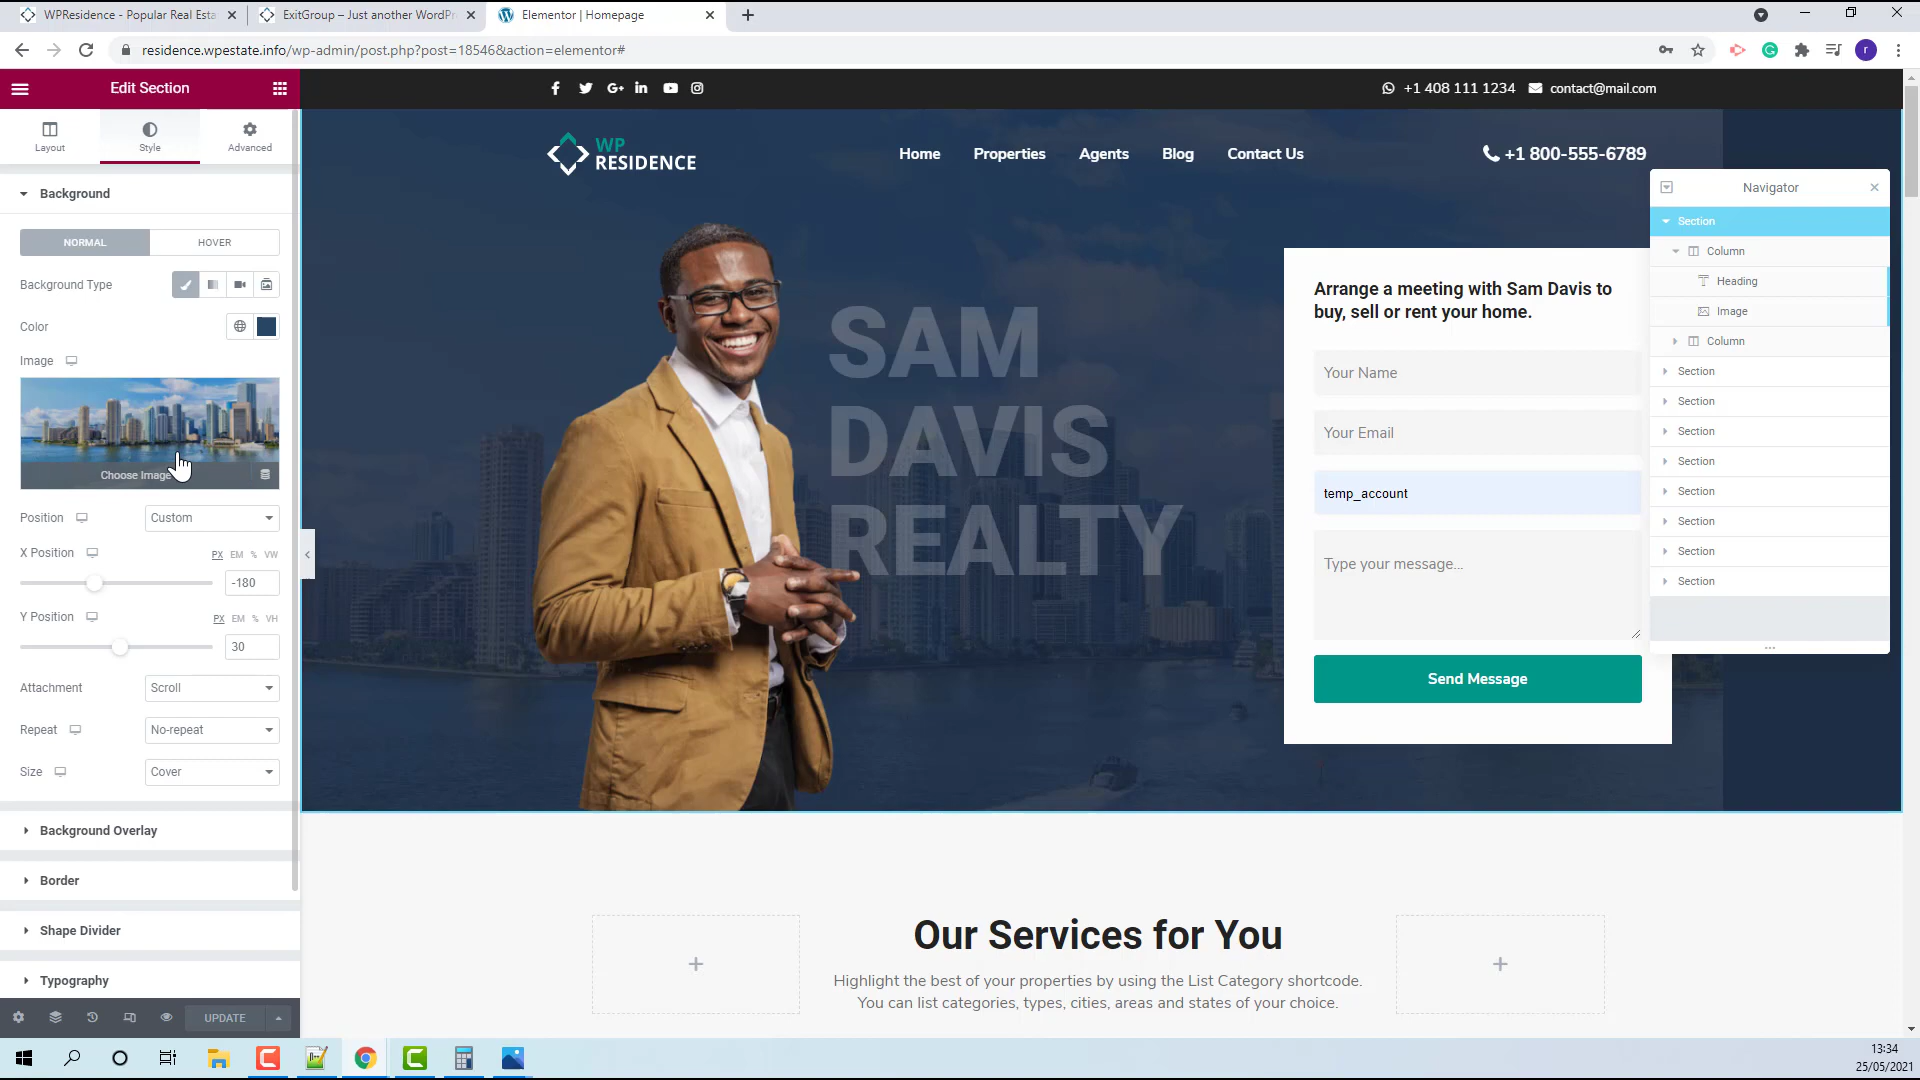 WPResidence - Popular Real Esta
ExitGroup – Just another WordPr
Elementor | Homepage
residence.wpestate.info/wp-admin/post.php?post=18546&action=elementor#
Edit Section
Layout
Style
Advanced
Background
NORMAL
HOVER
Background Type
Color
Image
Choose Image
Position
Custom
X Position
PX EM % VW
-180
Y Position
PX EM % VH
30
Attachment
Scroll
Repeat
No-repeat
Size
Cover
Background Overlay
Border
Shape Divider
Typography
UPDATE
+1 408 111 1234
contact@mail.com
WP
RESIDENCE
Home
Properties
Agents
Blog
Contact Us
+1 800-555-6789
SAM
DAVIS
REALTY
Arrange a meeting with Sam Davis to
buy, sell or rent your home.
Your Name
Your Email
temp_account
Type your message...
Send Message
Navigator
Section
Column
Heading
Image
Column
Section
Section
Section
Section
Section
Section
Section
Section
Our Services for You
Highlight the best of your properties by using the List Category shortcode.
You can list categories, types, cities, areas and states of your choice.
13:34
25/05/2021